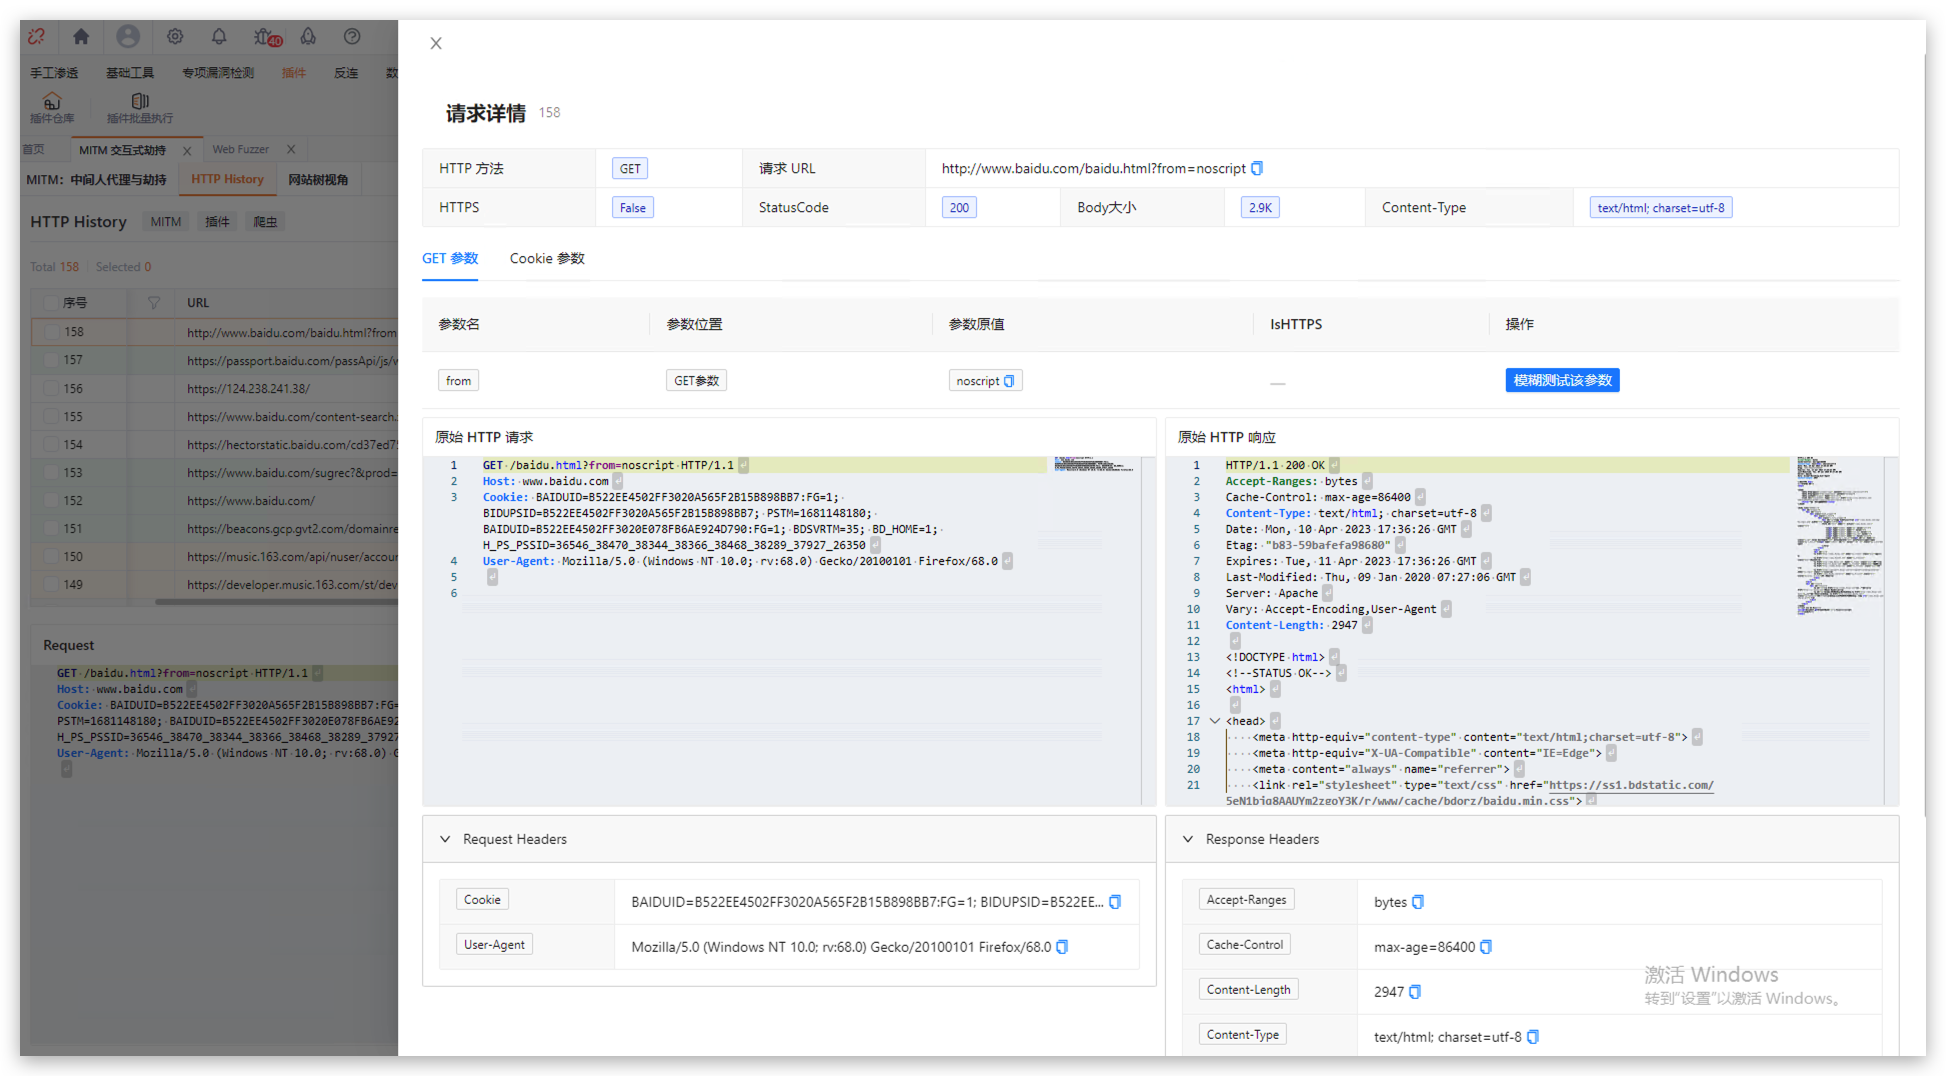 40
手工渗透 基础工具 专项漏洞检测 插件 反连 数
插件仓库 插件批量执行
首页 MITM 交互式劫持 Web Fuzzer
MITM：中间人代理与劫持 HTTP History 网站树视角
HTTP History MITM 插件 爬虫
Total 158 Selected 0
序号 URL
158 http://www.baidu.com/baidu.html?from
157 https://passport.baidu.com/passApi/js/w
156 https://124.238.241.38/
155 https://www.baidu.com/content-search.
154 https://hectorstatic.baidu.com/cd37ed75
153 https://www.baidu.com/sugrec?&prod=
152 https://www.baidu.com/
151 https://beacons.gcp.gvt2.com/domainre
150 https://music.163.com/api/nuser/accour
149 https://developer.music.163.com/st/dev
Request
GET /baidu.html?from=noscript HTTP/1.1
Host: www.baidu.com
Cookie: BAIDUID=B522EE4502FF3020A565F2B15B898BB7:FG=
PSTM=1681148180; BAIDUID=B522EE4502FF3020E078FB6AE92
H_PS_PSSID=36546_38470_38344_38366_38468_38289_37927
User-Agent: Mozilla/5.0 (Windows NT 10.0; rv:68.0) G
请求详情 158
HTTP 方法 GET 请求 URL http://www.baidu.com/baidu.html?from=noscript
HTTPS False StatusCode 200 Body大小 2.9K Content-Type text/html; charset=utf-8
GET 参数 Cookie 参数
参数名 参数位置 参数原值 IsHTTPS 操作
from GET参数 noscript — 模糊测试该参数
原始 HTTP 请求
1 GET /baidu.html?from=noscript HTTP/1.1
2 Host: www.baidu.com
3 Cookie: BAIDUID=B522EE4502FF3020A565F2B15B898BB7:FG=1;
BIDUPSID=B522EE4502FF3020A565F2B15B898BB7; PSTM=1681148180;
BAIDUID=B522EE4502FF3020E078FB6AE924D790:FG=1; BDSVRTM=35; BD_HOME=1;
H_PS_PSSID=36546_38470_38344_38366_38468_38289_37927_26350
4 User-Agent: Mozilla/5.0 (Windows NT 10.0; rv:68.0) Gecko/20100101 Firefox/68.0
5
6
原始 HTTP 响应
1 HTTP/1.1 200 OK
2 Accept-Ranges: bytes
3 Cache-Control: max-age=86400
4 Content-Type: text/html; charset=utf-8
5 Date: Mon, 10 Apr 2023 17:36:26 GMT
6 Etag: "b83-59bafefa98680"
7 Expires: Tue, 11 Apr 2023 17:36:26 GMT
8 Last-Modified: Thu, 09 Jan 2020 07:27:06 GMT
9 Server: Apache
10 Vary: Accept-Encoding,User-Agent
11 Content-Length: 2947
12
13 <!DOCTYPE html>
14 <!--STATUS OK-->
15 <html>
16
17 <head>
18 ····<meta http-equiv="content-type" content="text/html;charset=utf-8">
19 ····<meta http-equiv="X-UA-Compatible" content="IE=Edge">
20 ····<meta content="always" name="referrer">
21 ····<link rel="stylesheet" type="text/css" href="https://ss1.bdstatic.com/
5eN1bjq8AAUYm2zgoY3K/r/www/cache/bdorz/baidu.min.css">
Request Headers
Cookie BAIDUID=B522EE4502FF3020A565F2B15B898BB7:FG=1; BIDUPSID=B522EE...
User-Agent Mozilla/5.0 (Windows NT 10.0; rv:68.0) Gecko/20100101 Firefox/68.0
Response Headers
Accept-Ranges bytes
Cache-Control max-age=86400
Content-Length 2947
Content-Type text/html; charset=utf-8
激活 Windows
转到"设置"以激活 Windows。